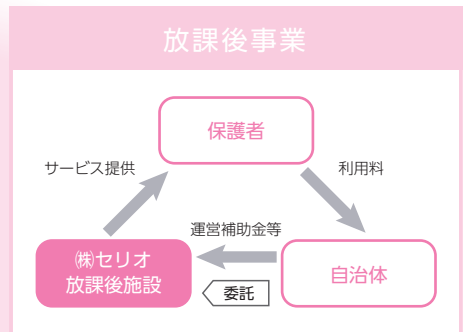 放課後事業
保護者
サービス提供
利用料
運営補助金等
㈱セリオ
放課後施設
自治体
委託